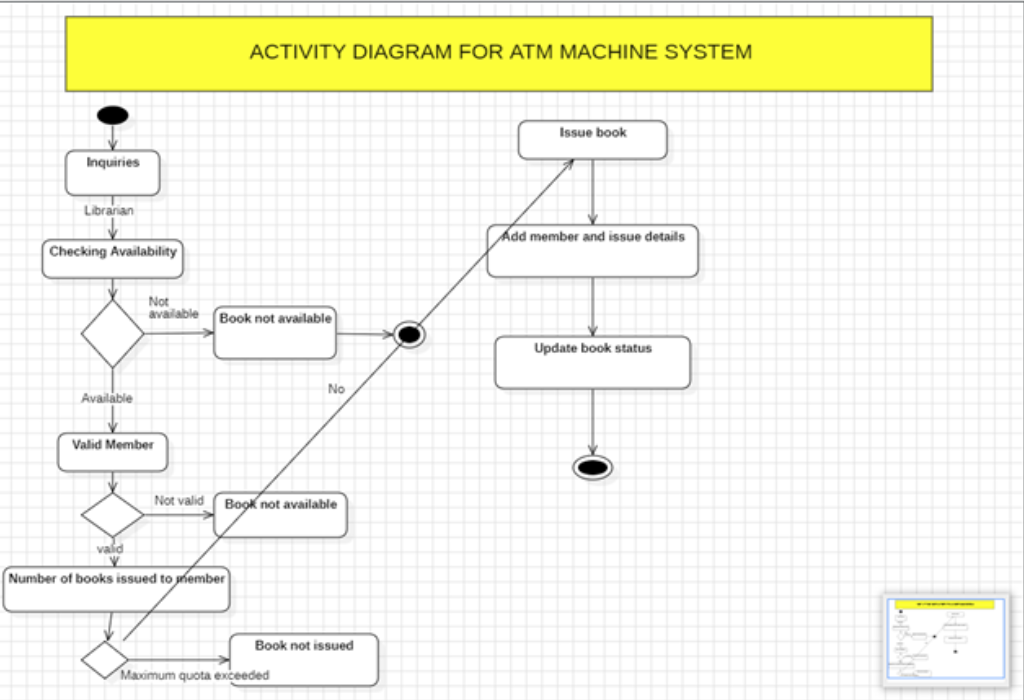 ACTIVITY DIAGRAM FOR ATM MACHINE SYSTEM
Inquiries
Librarian
Checking Availability
Not
available
Book not available
Available
No
Valid Member
Not valid
Book not available
valid
Number of books issued to member
Book not issued
Maximum quota exceeded
Issue book
Add member and issue details
Update book status